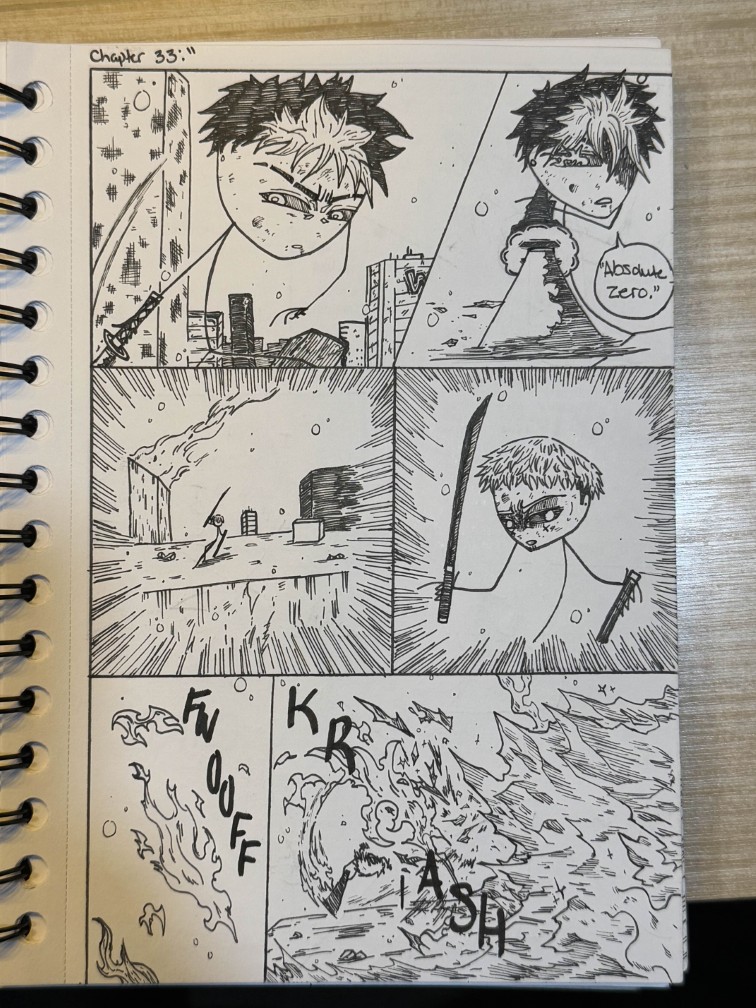 Chapter 33:"
W
"Absolute
Zero."
FWOOFF
KR
ASH